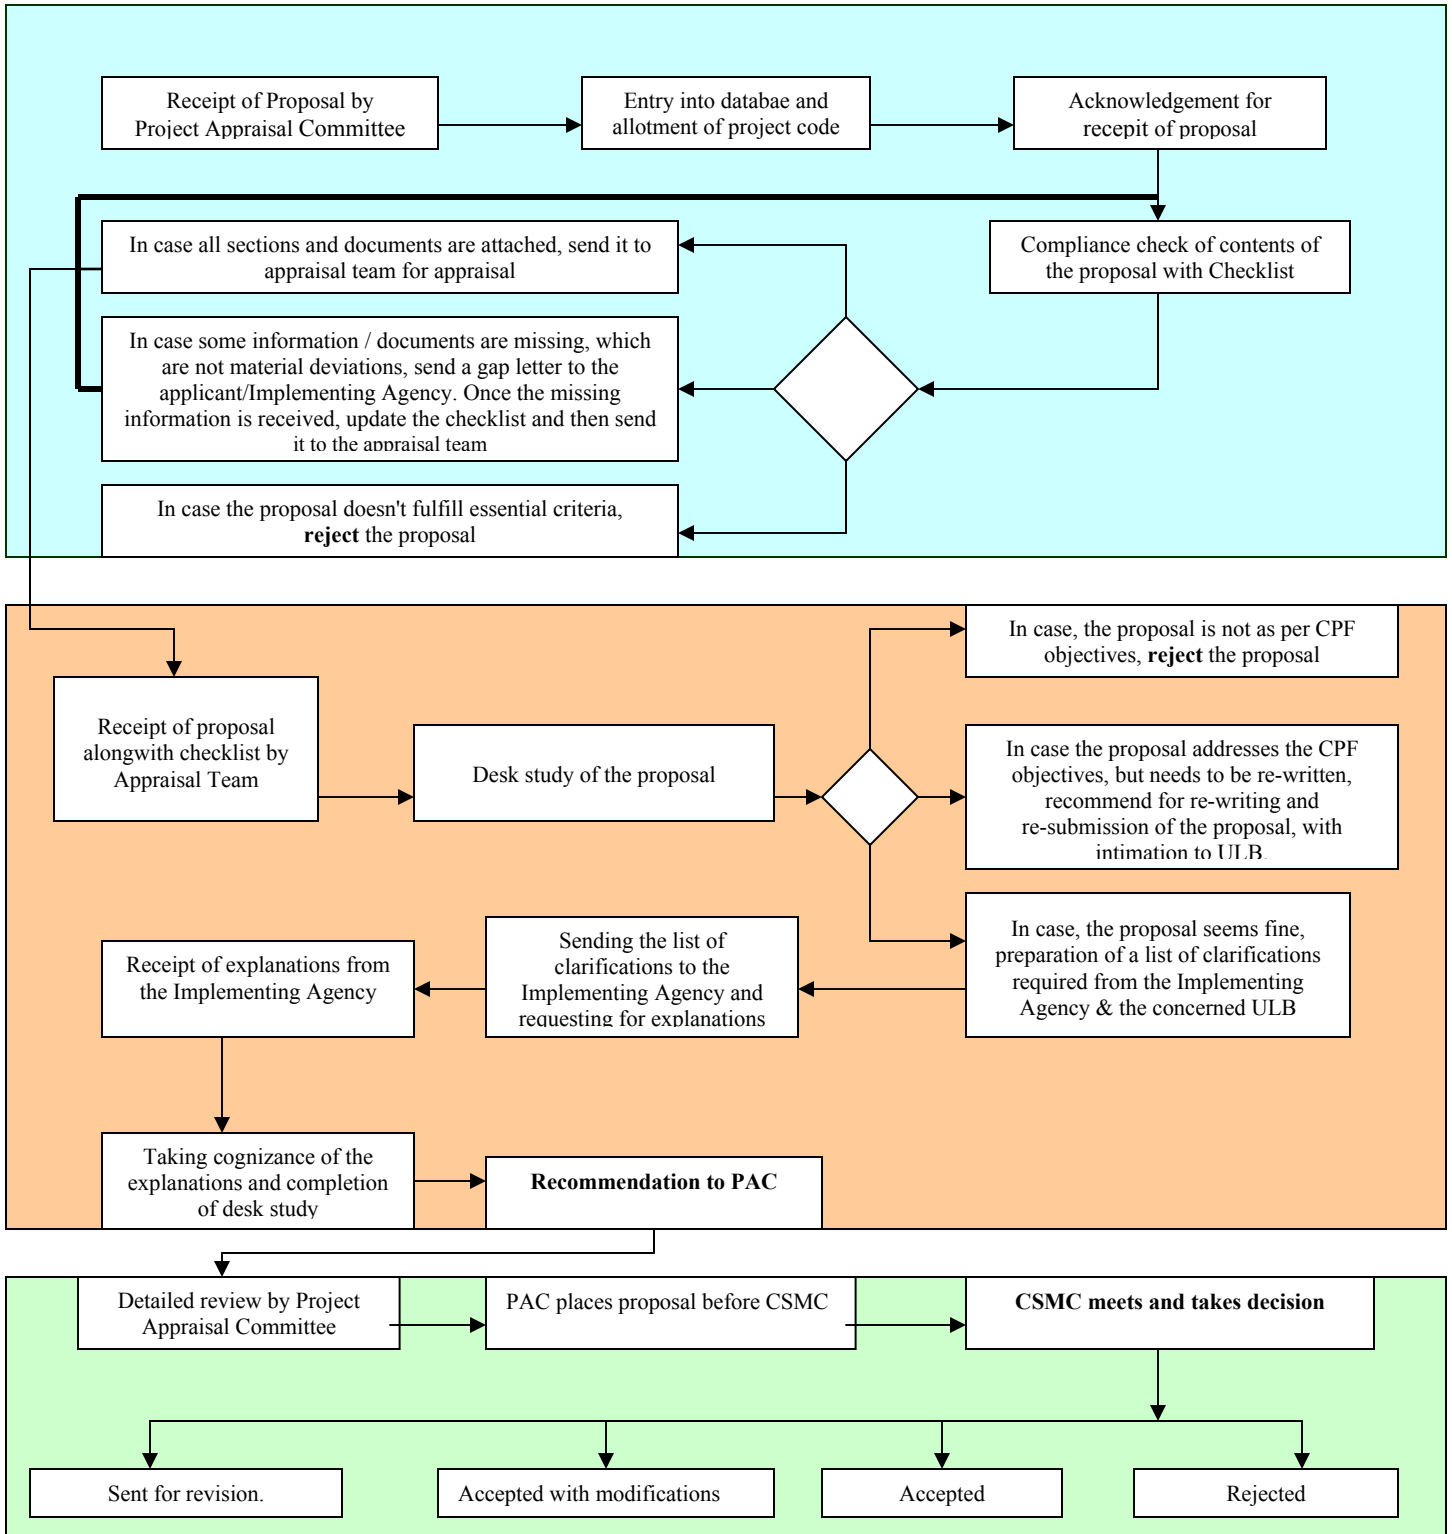 Receipt of Proposal by
Project Appraisal Committee
Entry into databae and
allotment of project code
Acknowledgement for
recepit of proposal
In case all sections and documents are attached, send it to
appraisal team for appraisal
Compliance check of contents of
the proposal with Checklist
In case some information / documents are missing, which
are not material deviations, send a gap letter to the
applicant/Implementing Agency. Once the missing
information is received, update the checklist and then send
it to the appraisal team
In case the proposal doesn't fulfill essential criteria,
reject the proposal
In case, the proposal is not as per CPF
objectives, reject the proposal
Receipt of proposal
alongwith checklist by
Appraisal Team
Desk study of the proposal
In case the proposal addresses the CPF
objectives, but needs to be re-written,
recommend for re-writing and
re-submission of the proposal, with
intimation to ULB.
In case, the proposal seems fine,
preparation of a list of clarifications
required from the Implementing
Agency & the concerned ULB
Sending the list of
clarifications to the
Implementing Agency and
requesting for explanations
Receipt of explanations from
the Implementing Agency
Taking cognizance of the
explanations and completion
of desk study
Recommendation to PAC
Detailed review by Project
Appraisal Committee
PAC places proposal before CSMC
CSMC meets and takes decision
Sent for revision.
Accepted with modifications
Accepted
Rejected